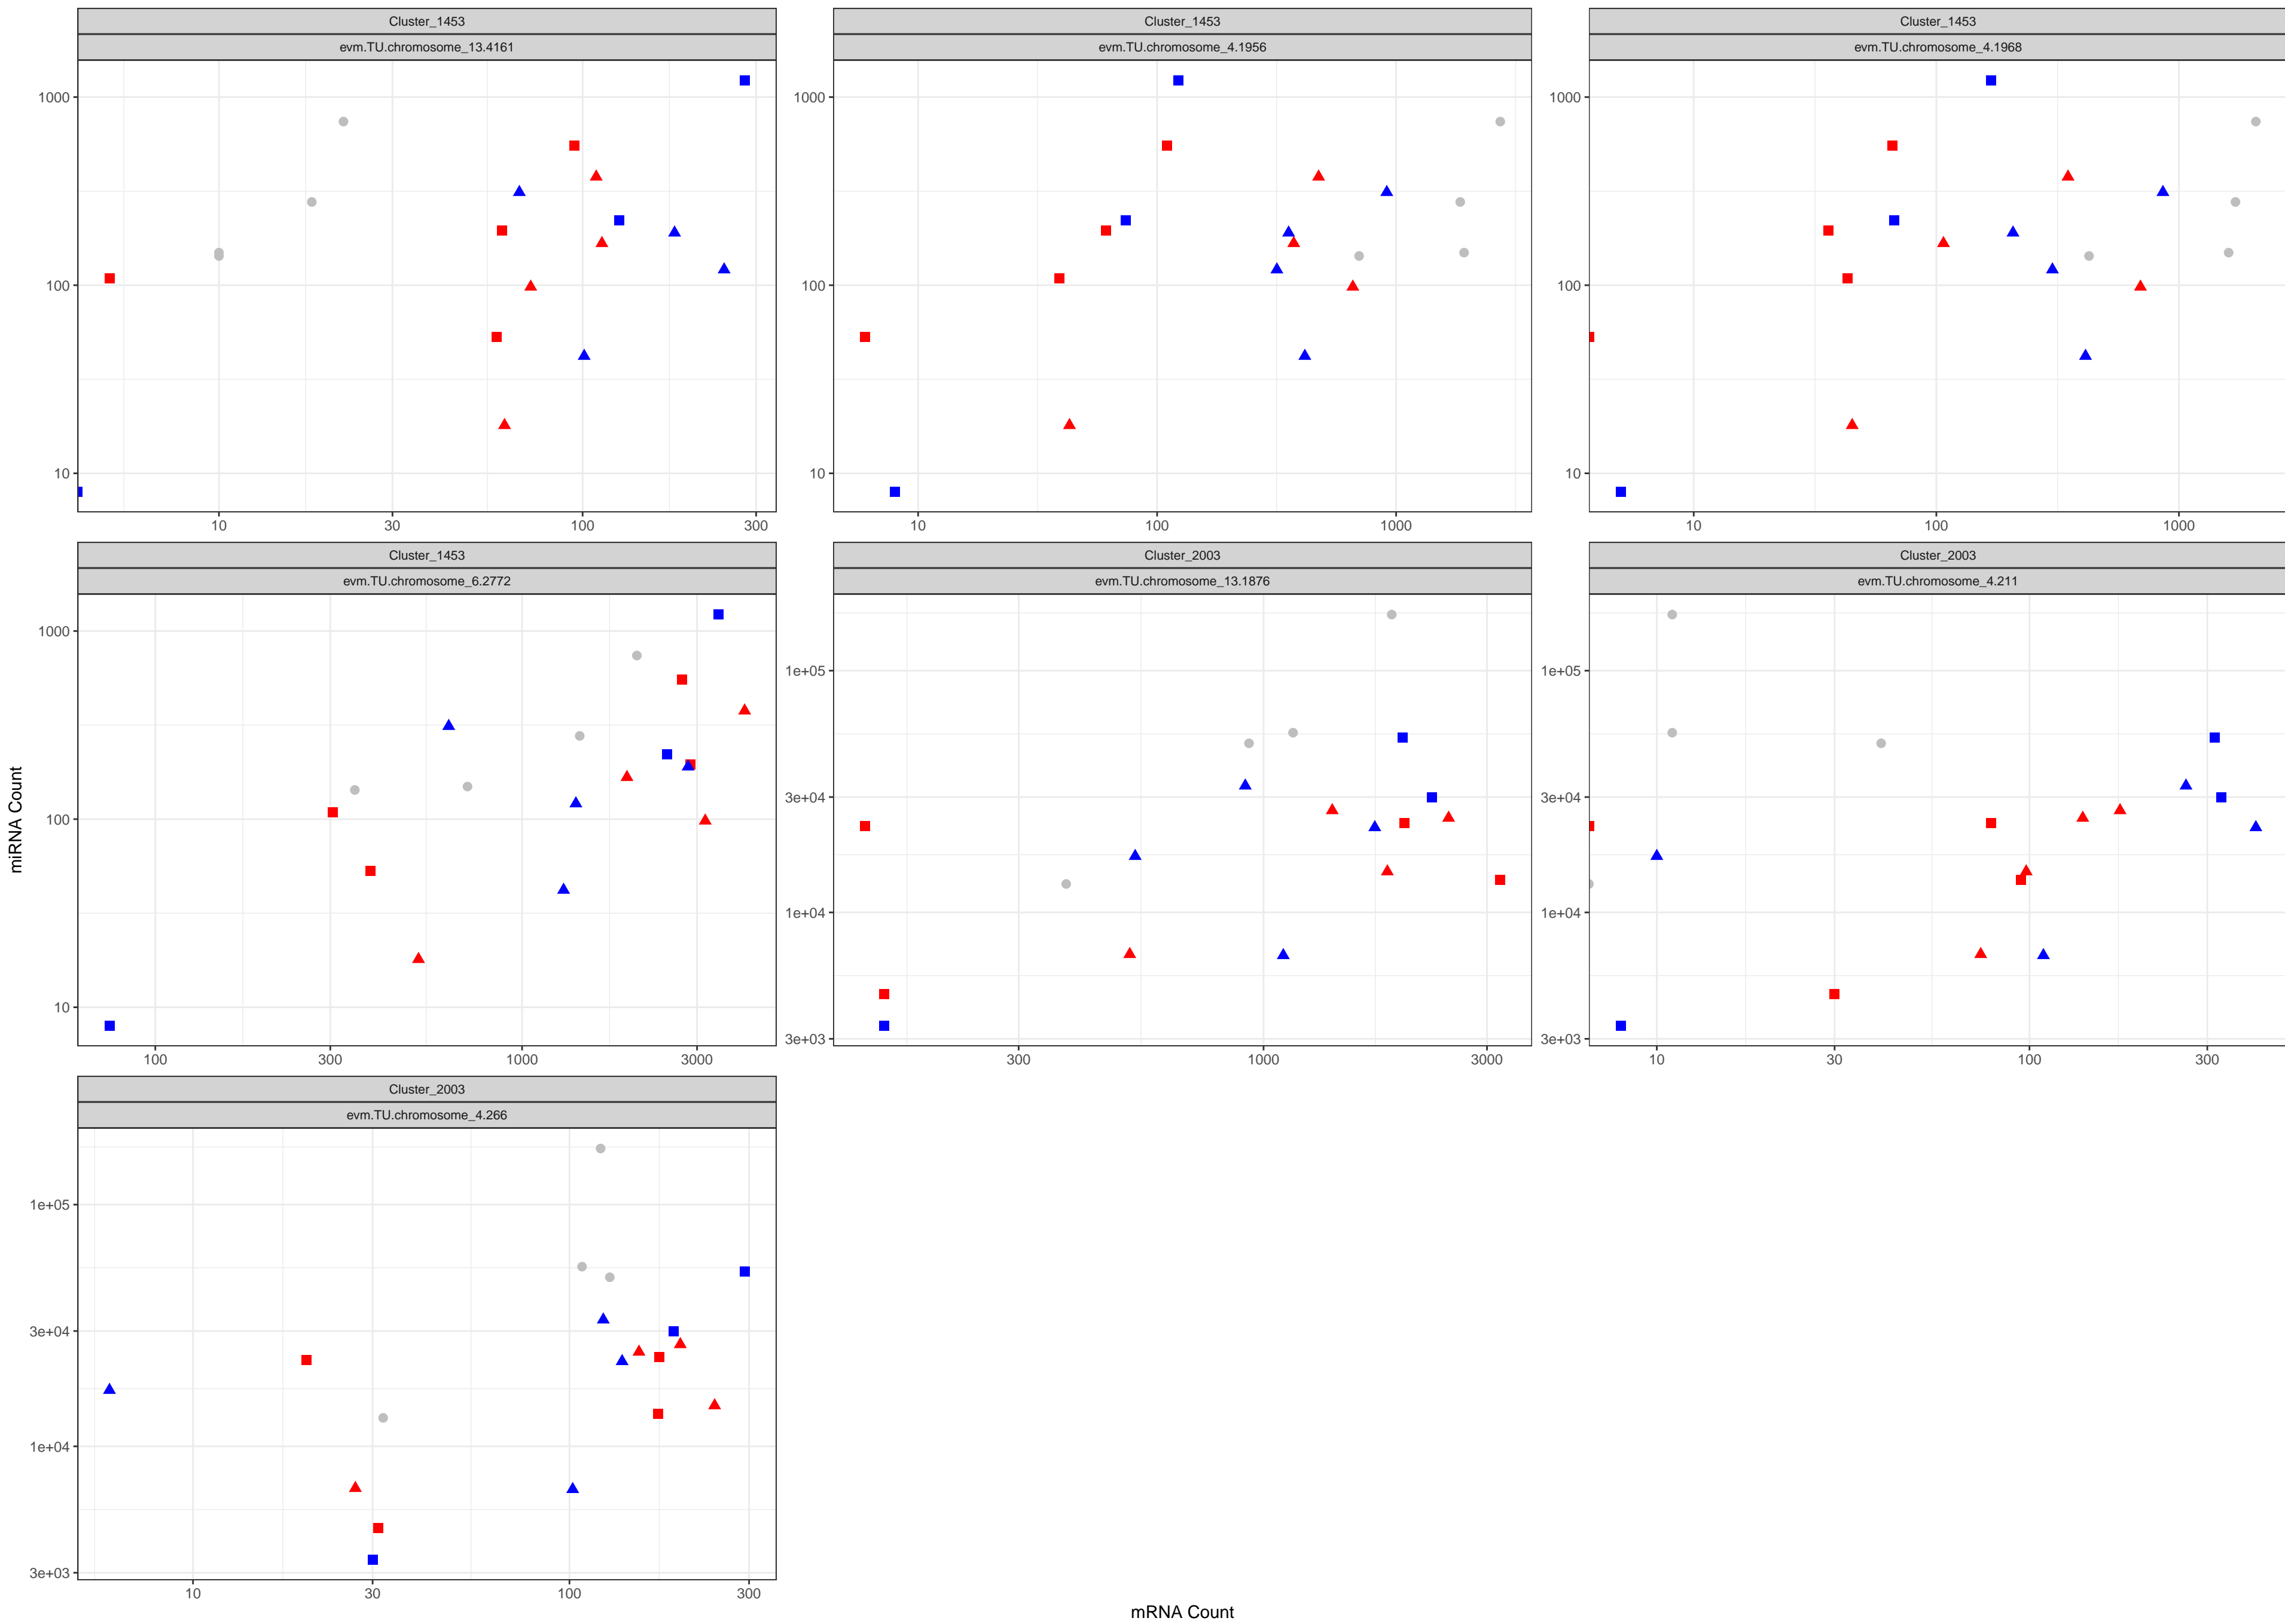 Cluster_1453
Cluster_1453
Cluster_1453
evm.TU.chromosome_13.4161
evm.TU.chromosome_4.1956
evm.TU.chromosome_4.1968
1000
100
10
10 30 100 300
1000
100
10
10 100 1000
1000
100
10
10 100 1000
Cluster_1453
Cluster_2003
Cluster_2003
evm.TU.chromosome_6.2772
evm.TU.chromosome_13.1876
evm.TU.chromosome_4.211
1000
100
10
100 300 1000 3000
1e+05
3e+04
1e+04
3e+03
300 1000 3000
1e+05
3e+04
1e+04
3e+03
10 30 100 300
Cluster_2003
evm.TU.chromosome_4.266
1e+05
3e+04
1e+04
3e+03
10 30 100 300
miRNA Count
mRNA Count